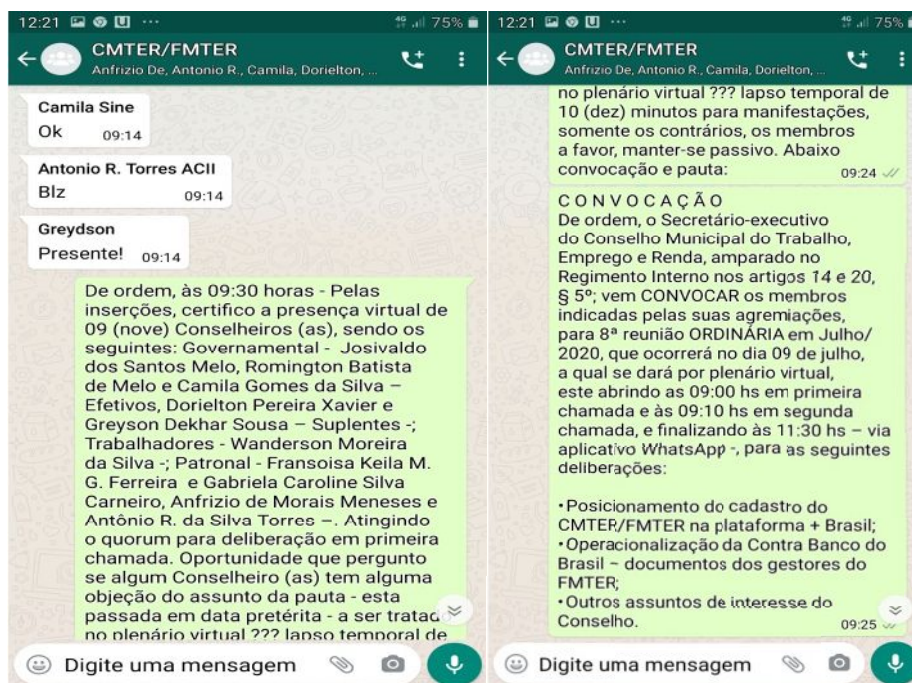 12:21
4G
75%
CMTER/FMTER
Anfrizio De, Antonio R., Camila, Dorielton, ...
Camila Sine
Ok
09:14
Antonio R. Torres ACII
Blz
09:14
Greydson
Presente! 09:14
De ordem, às 09:30 horas - Pelas
inserções, certifico a presença virtual de
09 (nove) Conselheiros (as), sendo os
seguintes: Governamental - Josivaldo
dos Santos Melo, Romington Batista
de Melo e Camila Gomes da Silva –
Efetivos, Dorielton Pereira Xavier e
Greyson Dekhar Sousa – Suplentes -;
Trabalhadores - Wanderson Moreira
da Silva -; Patronal - Fransoisa Keila M.
G. Ferreira e Gabriela Caroline Silva
Carneiro, Anfrizio de Morais Meneses e
Antônio R. da Silva Torres –. Atingindo
o quorum para deliberação em primeira
chamada. Oportunidade que pergunto
se algum Conselheiro (as) tem alguma
objeção do assunto da pauta - esta
passada em data pretérita - a ser tratado
no plenário virtual ??? lapso temporal de
Digite uma mensagem
12:21
4G
75%
CMTER/FMTER
Anfrizio De, Antonio R., Camila, Dorielton, ...
no plenário virtual ??? lapso temporal de
10 (dez) minutos para manifestações,
somente os contrários, os membros
a favor, manter-se passivo. Abaixo
convocação e pauta:
09:24
C O N V O C A Ç Ã O
De ordem, o Secretário-executivo
do Conselho Municipal do Trabalho,
Emprego e Renda, amparado no
Regimento Interno nos artigos 14 e 20,
§ 5º; vem CONVOCAR os membros
indicadas pelas suas agremiações,
para 8ª reunião ORDINÁRIA em Julho/
2020, que ocorrerá no dia 09 de julho,
a qual se dará por plenário virtual,
este abrindo as 09:00 hs em primeira
chamada e às 09:10 hs em segunda
chamada, e finalizando às 11:30 hs – via
aplicativo WhatsApp -, para as seguintes
deliberações:
•Posicionamento do cadastro do
CMTER/FMTER na plataforma + Brasil;
•Operacionalização da Contra Banco do
Brasil – documentos dos gestores do
FMTER;
•Outros assuntos de interesse do
Conselho.
09:25
Digite uma mensagem